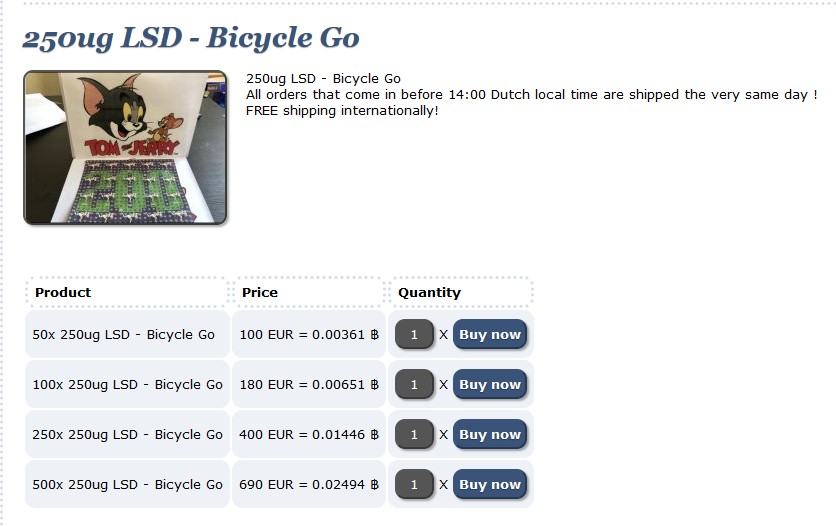 250ug LSD - Bicycle Go
250ug LSD - Bicycle Go
All orders that come in before 14:00 Dutch local time are shipped the very same day !
FREE shipping internationally!
TOM and JERRY
Product Price Quantity
50x 250ug LSD - Bicycle Go 100 EUR = 0.00361 ฿ 1 X Buy now
100x 250ug LSD - Bicycle Go 180 EUR = 0.00651 ฿ 1 X Buy now
250x 250ug LSD - Bicycle Go 400 EUR = 0.01446 ฿ 1 X Buy now
500x 250ug LSD - Bicycle Go 690 EUR = 0.02494 ฿ 1 X Buy now